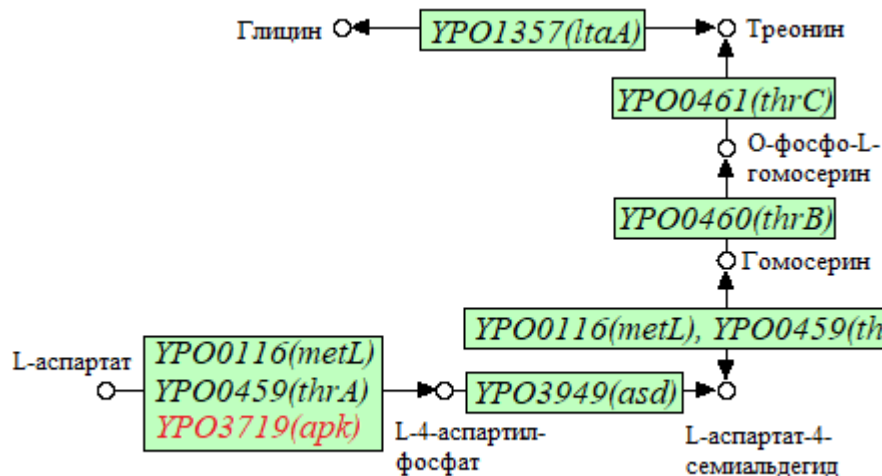 Глицин
YPO1357(ltaA)
Треонин
YPO0461(thrC)
О-фосфо-L-
гомосерин
YPO0460(thrB)
Гомосерин
YPO0116(metL), YPO0459(th
L-аспартат
YPO0116(metL)
YPO0459(thrA)
YPO3719(apk)
L-4-аспартил-
фосфат
YPO3949(asd)
L-аспартат-4-
семиальдегид